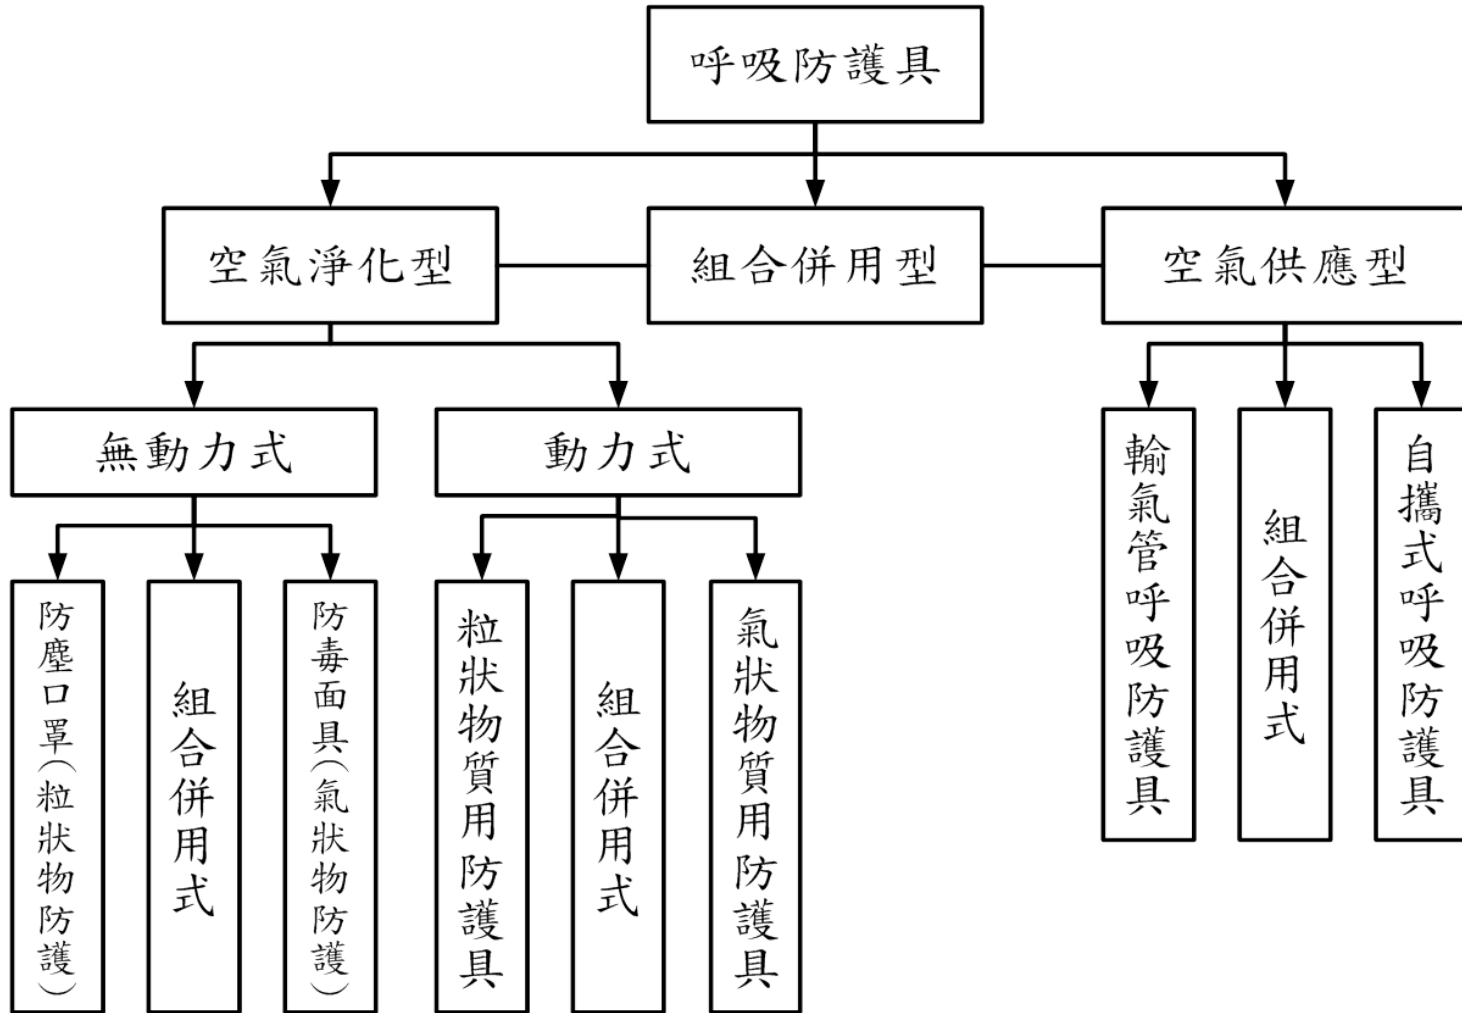 呼吸防護具
空氣淨化型
組合併用型
空氣供應型
無動力式
動力式
輸氣管呼吸防護具
組合併用式
自攜式呼吸防護具
防塵口罩(粒狀物防護)
組合併用式
防毒面具(氣狀物防護)
粒狀物質用防護具
組合併用式
氣狀物質用防護具